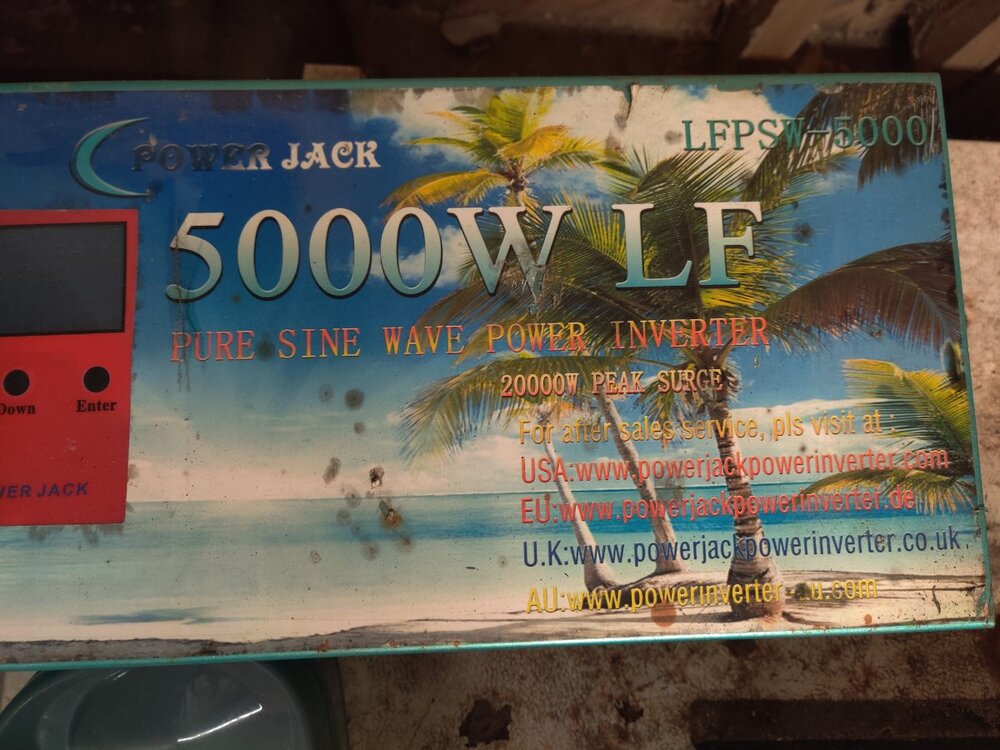 LFPSW-5000
POWER JACK
5000W LF
PURE SINE WAVE POWER INVERTER
20000W PEAK SURGE
For after sales service, pls visit at :
USA:www.powerjackpowerinverter.com
EU:www.powerjackpowerinverter.de
U.K:www.powerjackpowerinverter.co.uk
Down Enter
JACK